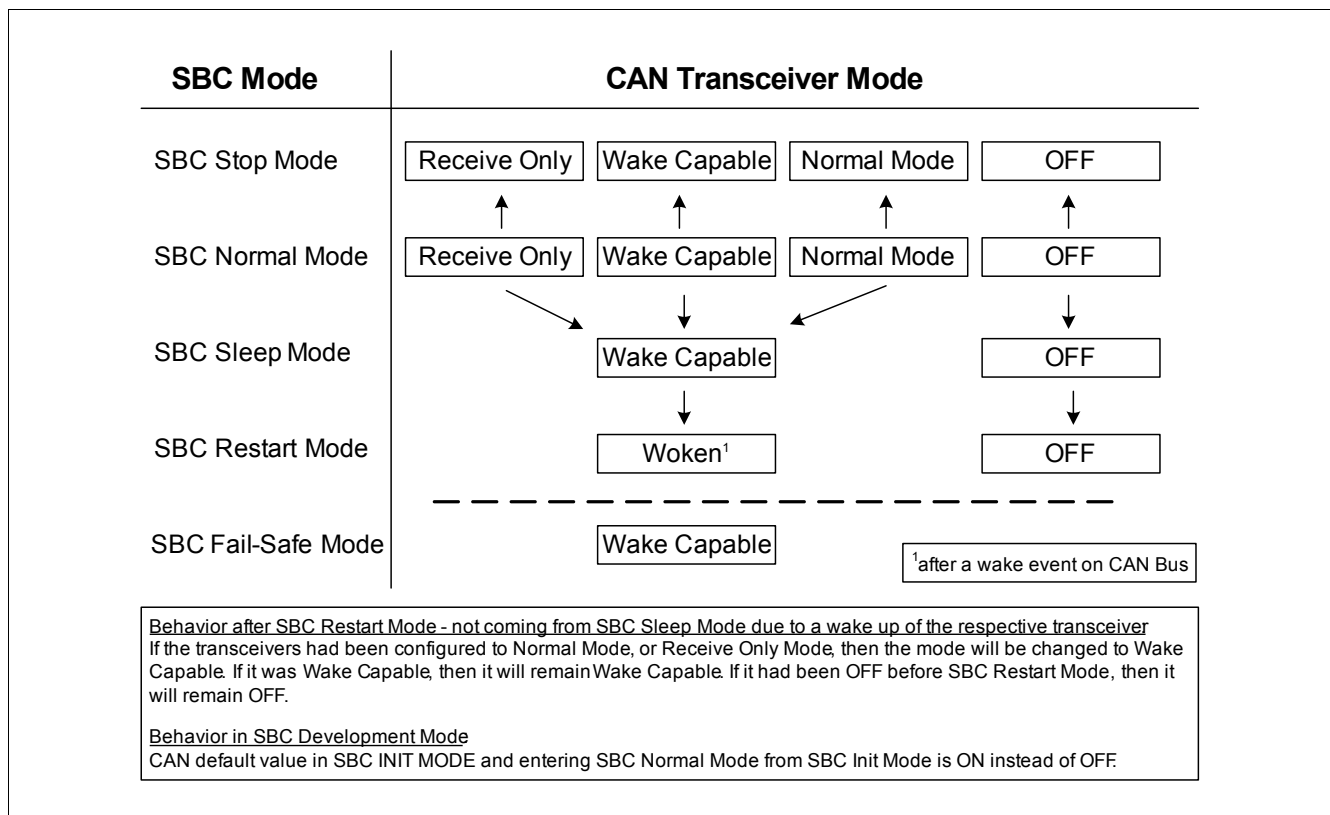 SBC Mode CAN Transceiver Mode
SBC Stop Mode Receive Only Wake Capable Normal Mode OFF
SBC Normal Mode Receive Only Wake Capable Normal Mode OFF
SBC Sleep Mode Wake Capable OFF
SBC Restart Mode Woken¹ OFF
SBC Fail-Safe Mode Wake Capable
¹after a wake event on CAN Bus
Behavior after SBC Restart Mode - not coming from SBC Sleep Mode due to a wake up of the respective transceiver
If the transceivers had been configured to Normal Mode, or Receive Only Mode, then the mode will be changed to Wake
Capable. If it was Wake Capable, then it will remain Wake Capable. If it had been OFF before SBC Restart Mode, then it
will remain OFF.
Behavior in SBC Development Mode
CAN default value in SBC INIT MODE and entering SBC Normal Mode from SBC Init Mode is ON instead of OFF.